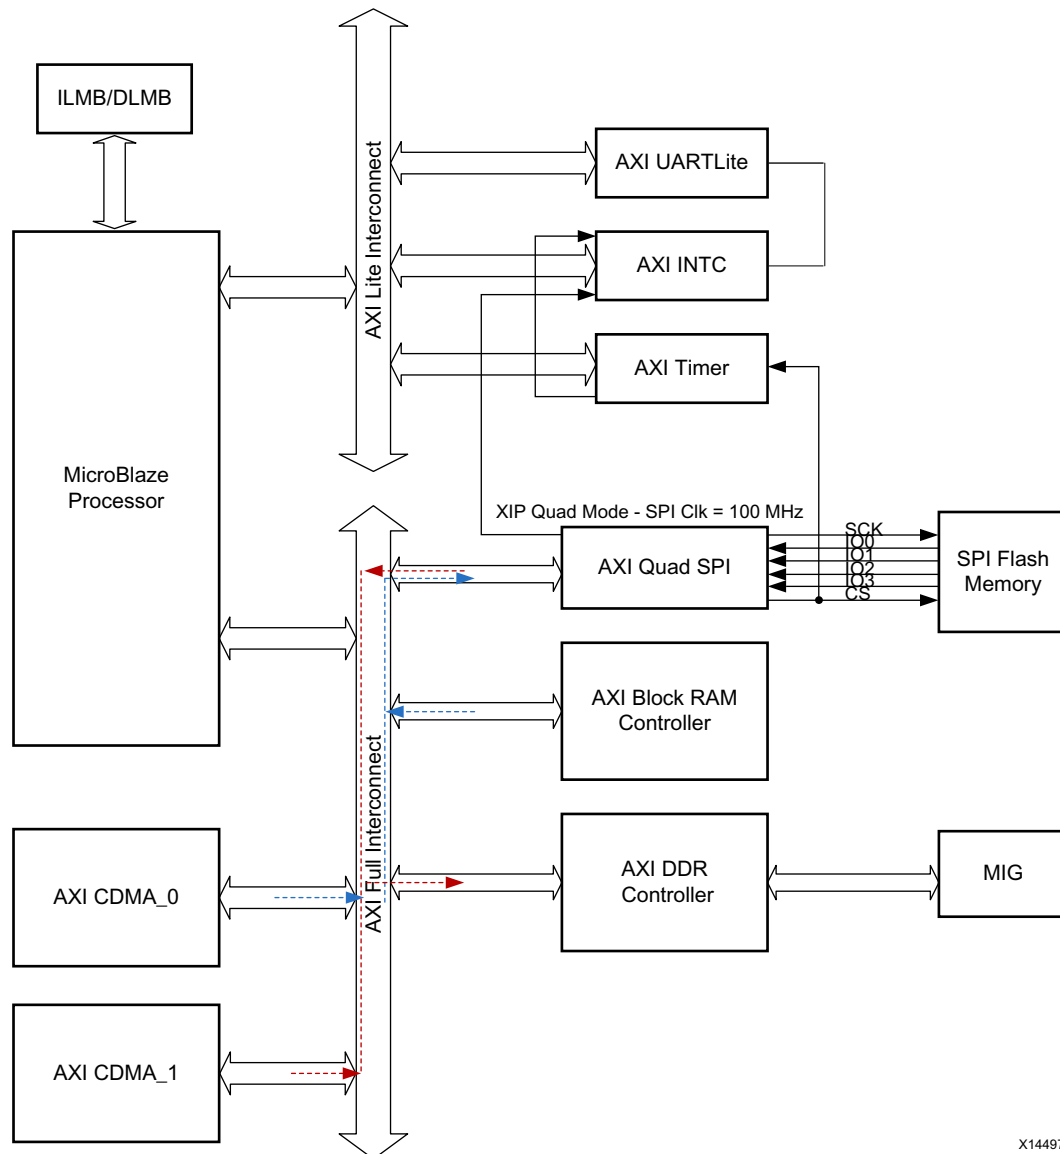 ILMB/DLMB
AXI Lite Interconnect
AXI UARTLite
AXI INTC
AXI Timer
MicroBlaze
Processor
XIP Quad Mode - SPI Clk = 100 MHz
AXI Quad SPI
SCK
IO0
IO1
IO2
IO3
CS
SPI Flash
Memory
AXI Block RAM
Controller
AXI Full Interconnect
AXI DDR
Controller
MIG
AXI CDMA_0
AXI CDMA_1
X14497